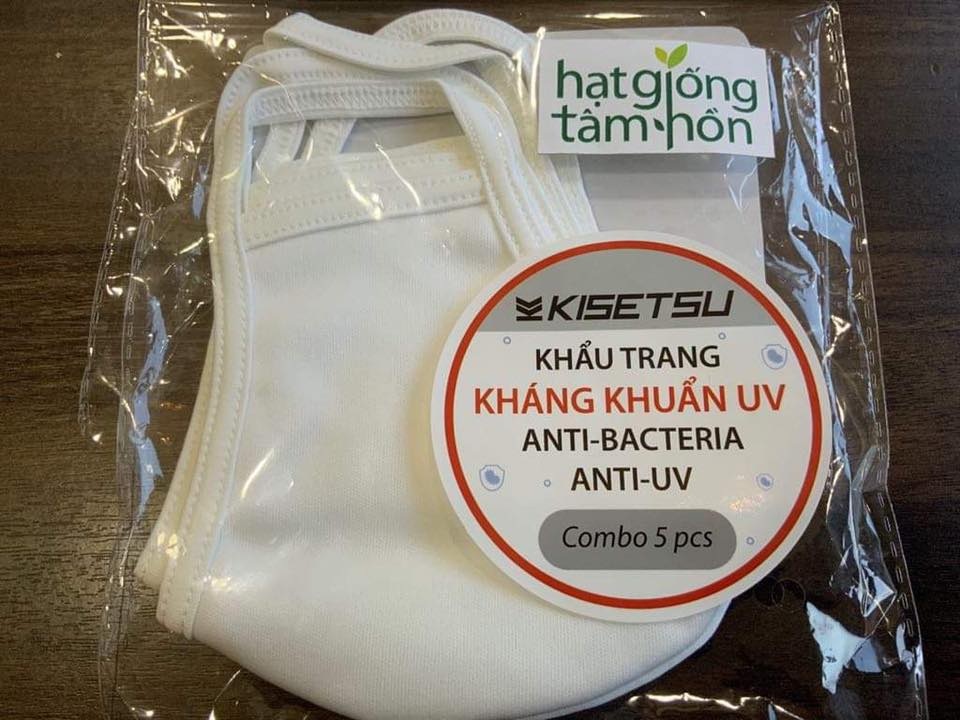 hạt giống
tâm hồn
KISETSU
KHẨU TRANG
KHÁNG KHUẨN UV
ANTI-BACTERIA
ANTI-UV
Combo 5 pcs